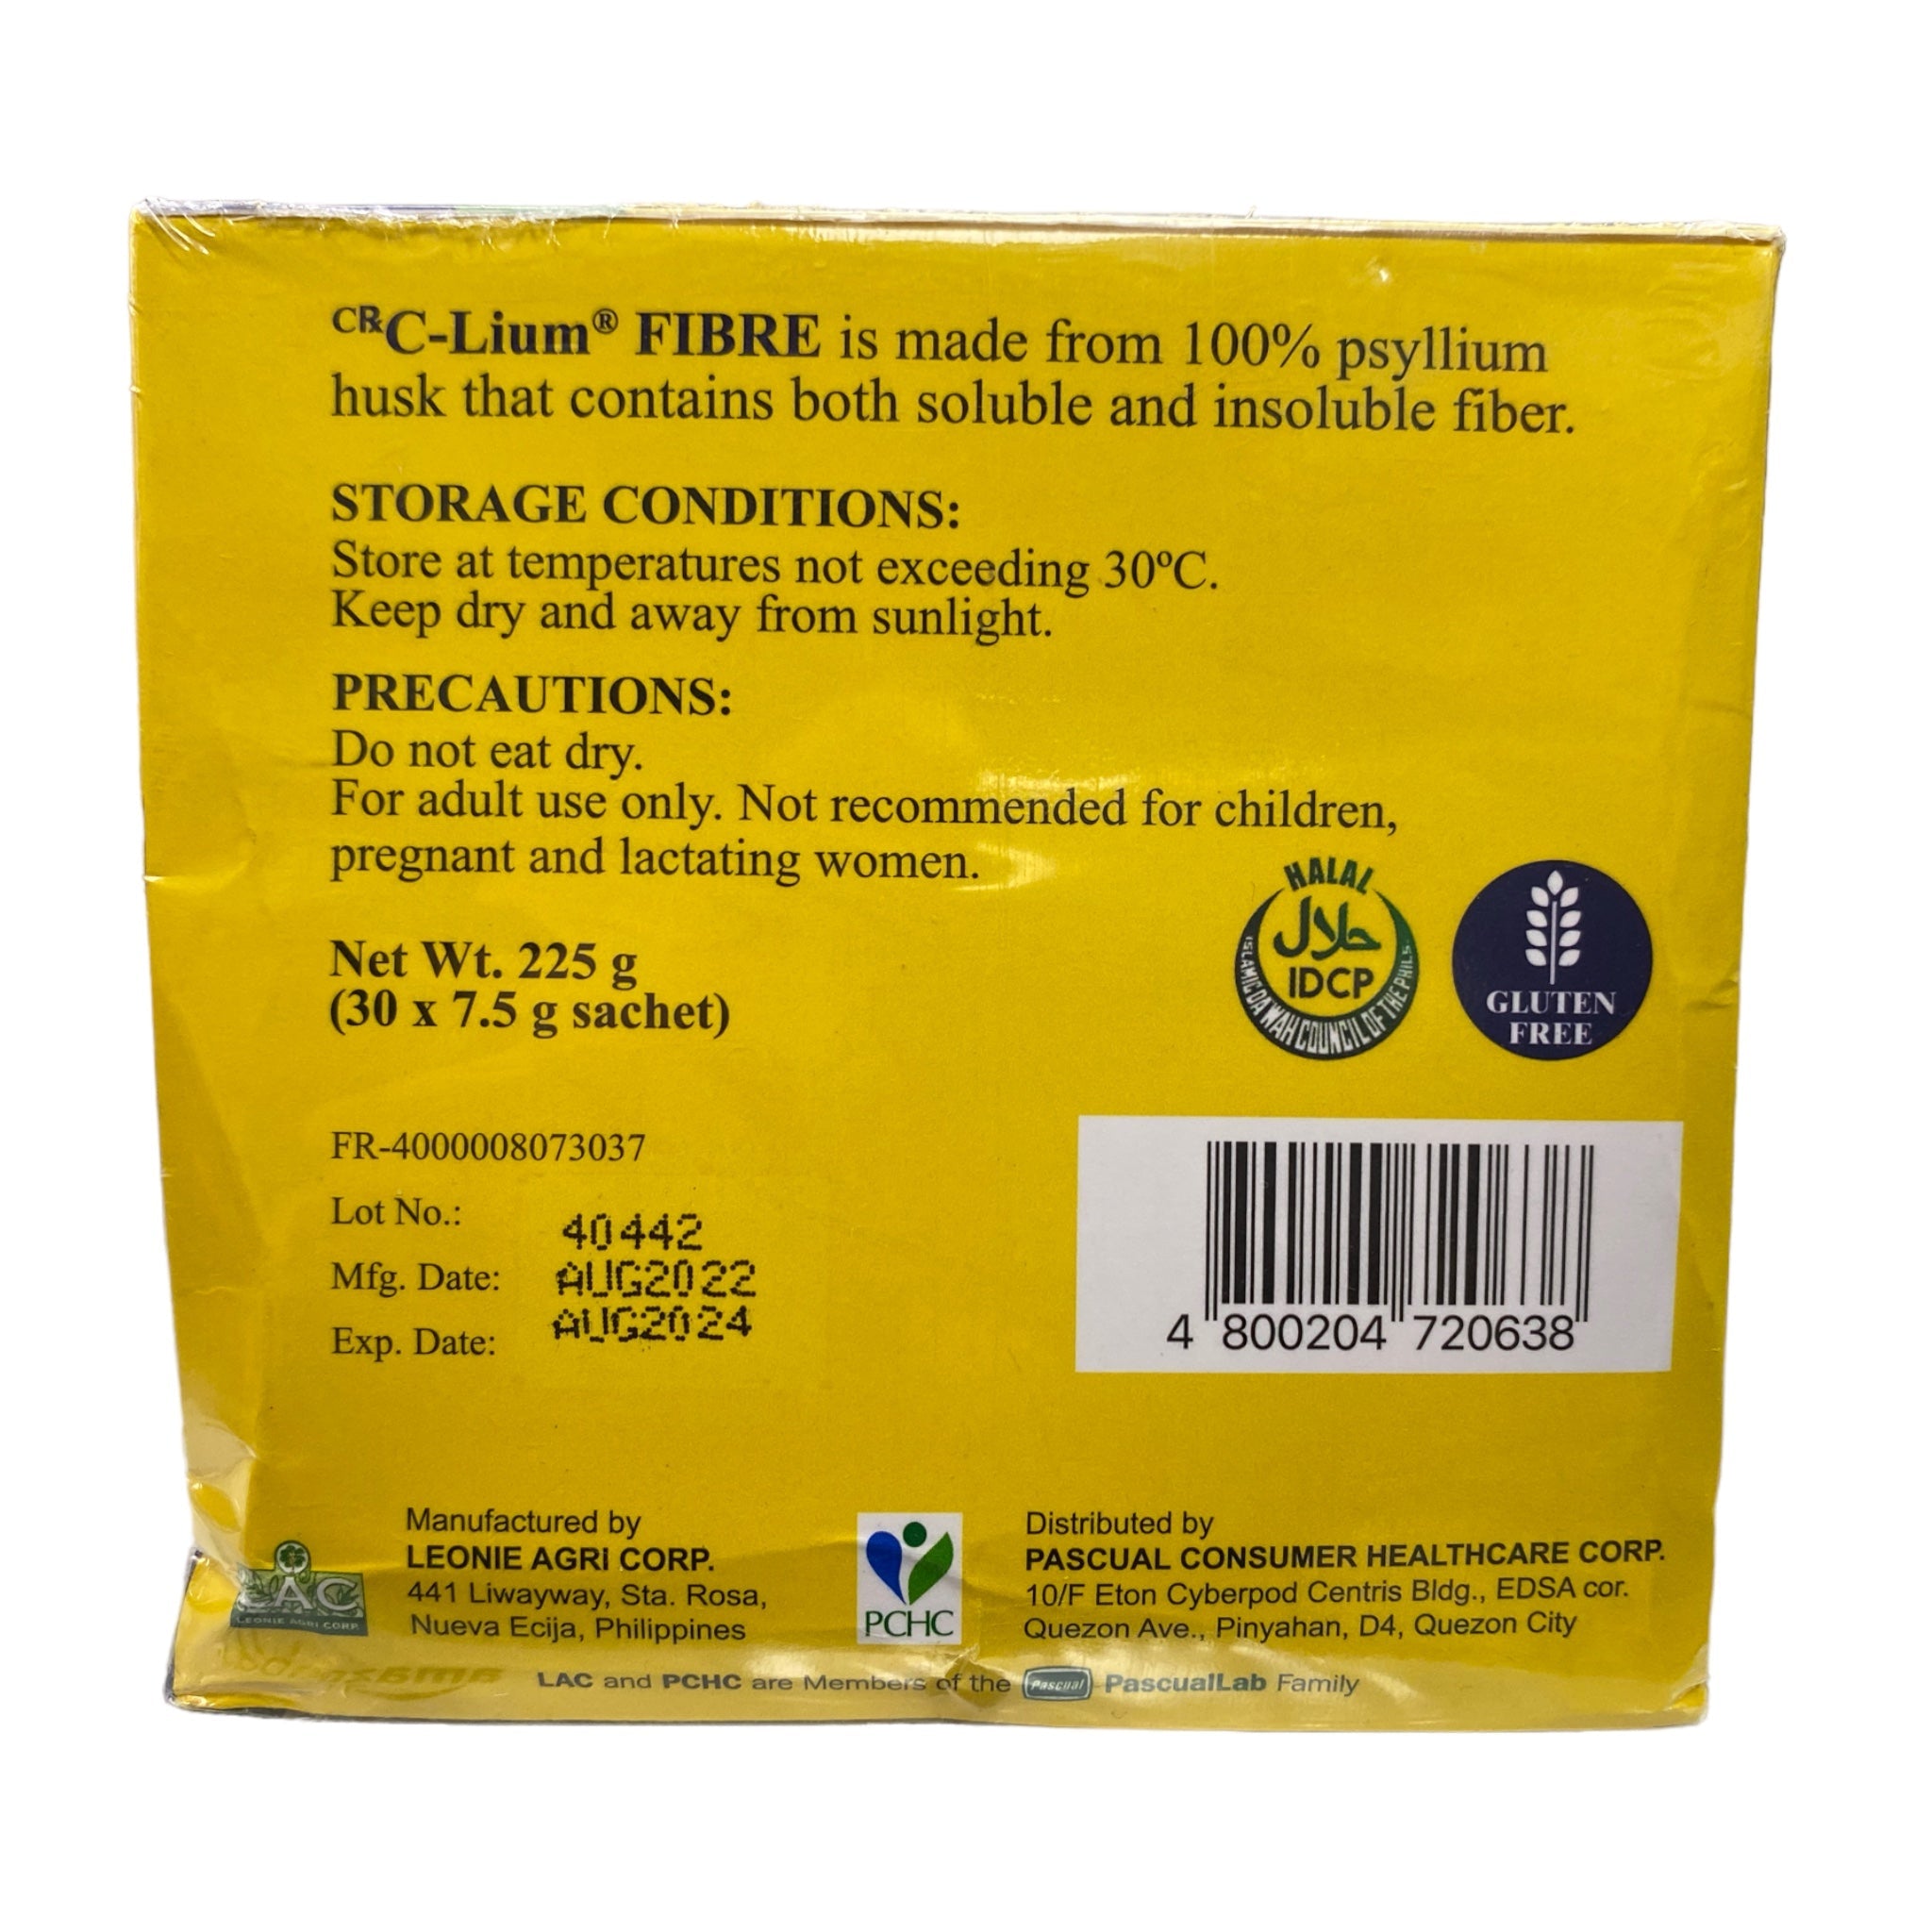 CRC-Lium® FIBRE is made from 100% psyllium
husk that contains both soluble and insoluble fiber.
STORAGE CONDITIONS:
Store at temperatures not exceeding 30ºC.
Keep dry and away from sunlight.
PRECAUTIONS:
Do not eat dry.
For adult use only. Not recommended for children,
pregnant and lactating women.
HALAL
حلال
IDCP
ISLAMIC DA'WAH COUNCIL OF THE PHILS.
GLUTEN
FREE
Net Wt. 225 g
(30 x 7.5 g sachet)
FR-4000008073037
Lot No.: 40442
Mfg. Date: AUG2022
Exp. Date: AUG2024
4 800204 720638
Manufactured by
LEONIE AGRI CORP.
441 Liwayway, Sta. Rosa,
Nueva Ecija, Philippines
LAC
LEONIE AGRI CORP.
PCHC
Distributed by
PASCUAL CONSUMER HEALTHCARE CORP.
10/F Eton Cyberpod Centris Bldg., EDSA cor.
Quezon Ave., Pinyahan, D4, Quezon City
LAC and PCHC are Members of the Pascual PascualLab Family